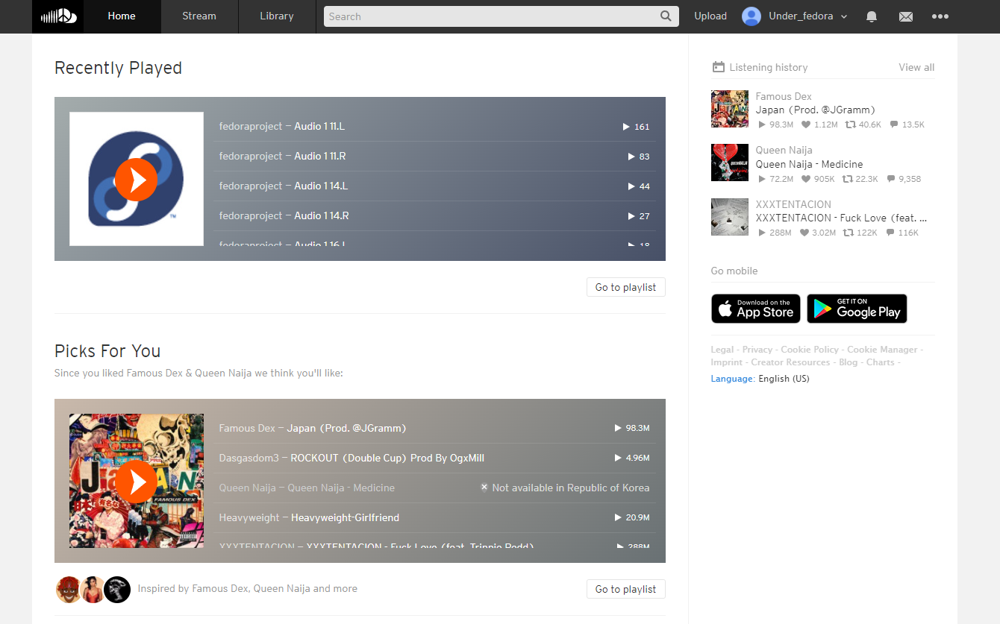 Home
Stream
Library
Search
Upload
Under_fedora
Recently Played
fedoraproject – Audio 1 11.L
161
fedoraproject – Audio 1 11.R
83
fedoraproject – Audio 1 14.L
44
fedoraproject – Audio 1 14.R
27
fedoraproject – Audio 1 16.L
18
Go to playlist
Picks For You
Since you liked Famous Dex & Queen Naija we think you'll like:
JAPAN
FAMOUS DEX
Famous Dex – Japan (Prod. @JGramm)
98.3M
Dasgasdom3 – ROCKOUT (Double Cup) Prod By OgxMill
4.96M
Queen Naija – Queen Naija - Medicine
Not available in Republic of Korea
Heavyweight – Heavyweight-Girlfriend
20.9M
XXXTENTACION – XXXTENTACION - Fuck Love (feat. Trippie Redd)
288M
Inspired by Famous Dex, Queen Naija and more
Go to playlist
Listening history
View all
Famous Dex
Japan (Prod. @JGramm)
98.3M 1.12M 40.6K 13.5K
Queen Naija
Queen Naija - Medicine
72.2M 905K 22.3K 9,358
XXXTENTACION
XXXTENTACION - Fuck Love (feat. ...
288M 3.02M 122K 116K
Go mobile
Download on the
App Store
GET IT ON
Google Play
Legal - Privacy - Cookie Policy - Cookie Manager -
Imprint - Creator Resources - Blog - Charts -
Language: English (US)